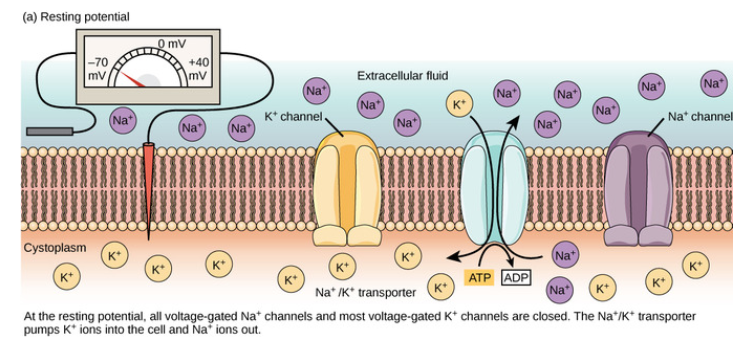 (a) Resting potential
0 mV
–70
mV
+40
mV
Extracellular fluid
Na⁺
Na⁺
Na⁺
Na⁺
Na⁺
Na⁺
K⁺
Na⁺
Na⁺
Na⁺
Na⁺
Na⁺
Na⁺
K⁺ channel
Na⁺ channel
Cystoplasm
K⁺
K⁺
K⁺
K⁺
K⁺
K⁺
K⁺
K⁺
ATP
ADP
Na⁺
Na⁺
K⁺
K⁺
K⁺
Na⁺/K⁺ transporter
At the resting potential, all voltage-gated Na⁺ channels and most voltage-gated K⁺ channels are closed. The Na⁺/K⁺ transporter
pumps K⁺ ions into the cell and Na⁺ ions out.